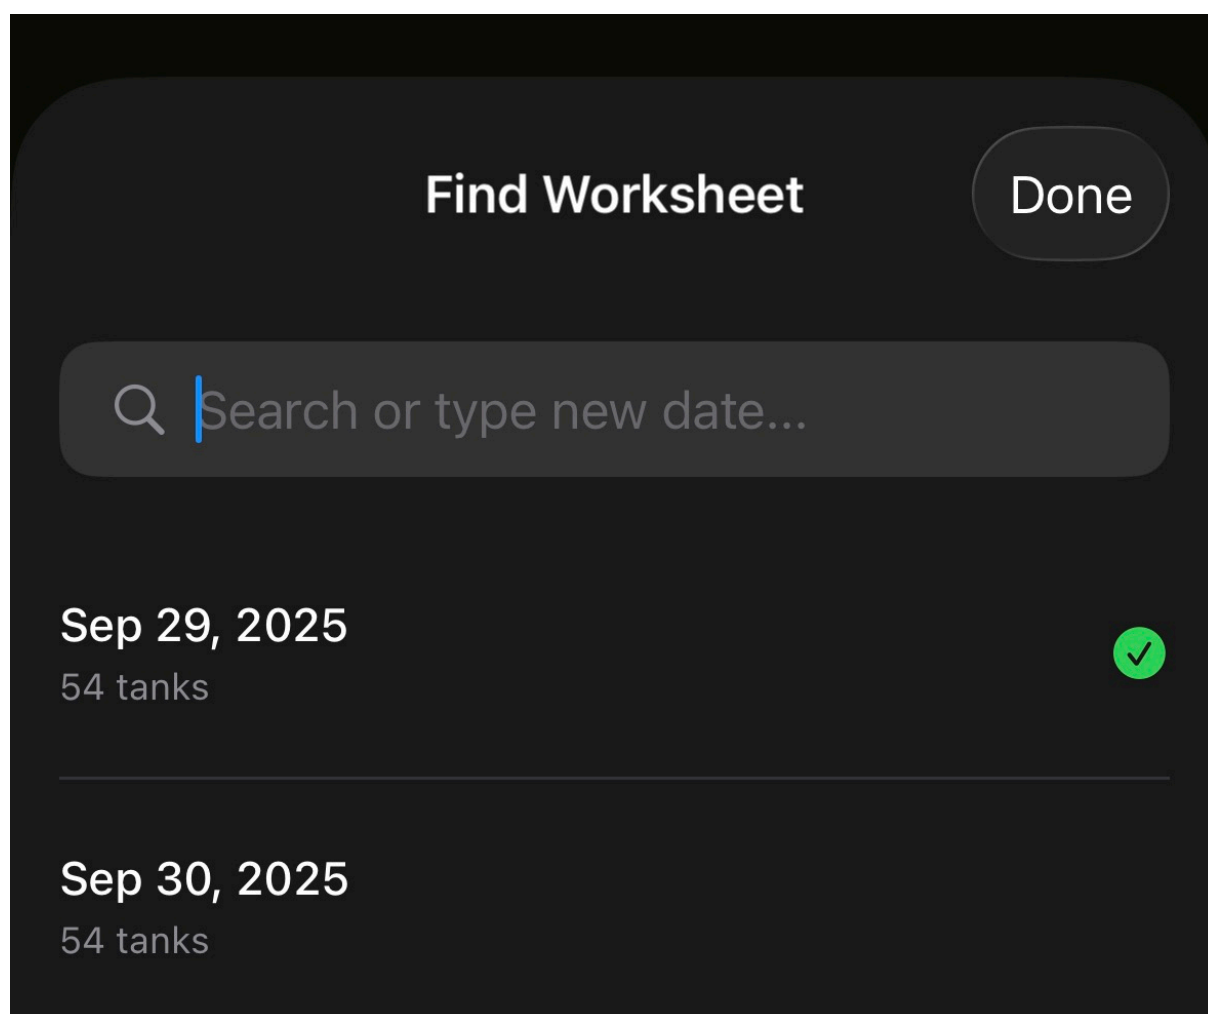 Find Worksheet
Done
Search or type new date...
Sep 29, 2025
54 tanks
Sep 30, 2025
54 tanks